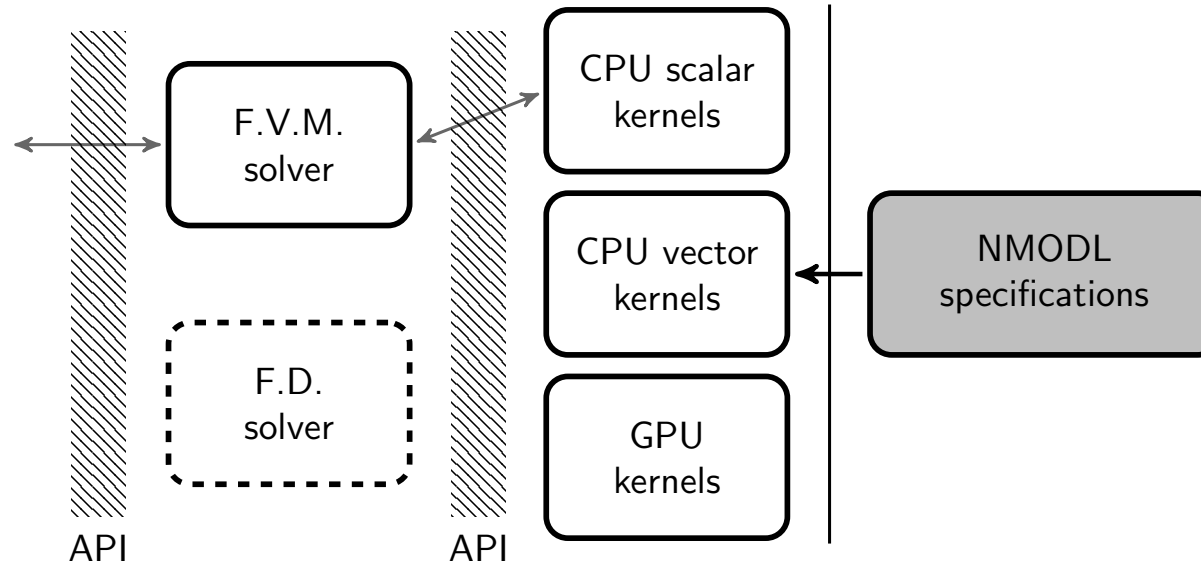 F.V.M.
solver
F.D.
solver
API
API
CPU scalar
kernels
CPU vector
kernels
GPU
kernels
NMODL
specifications